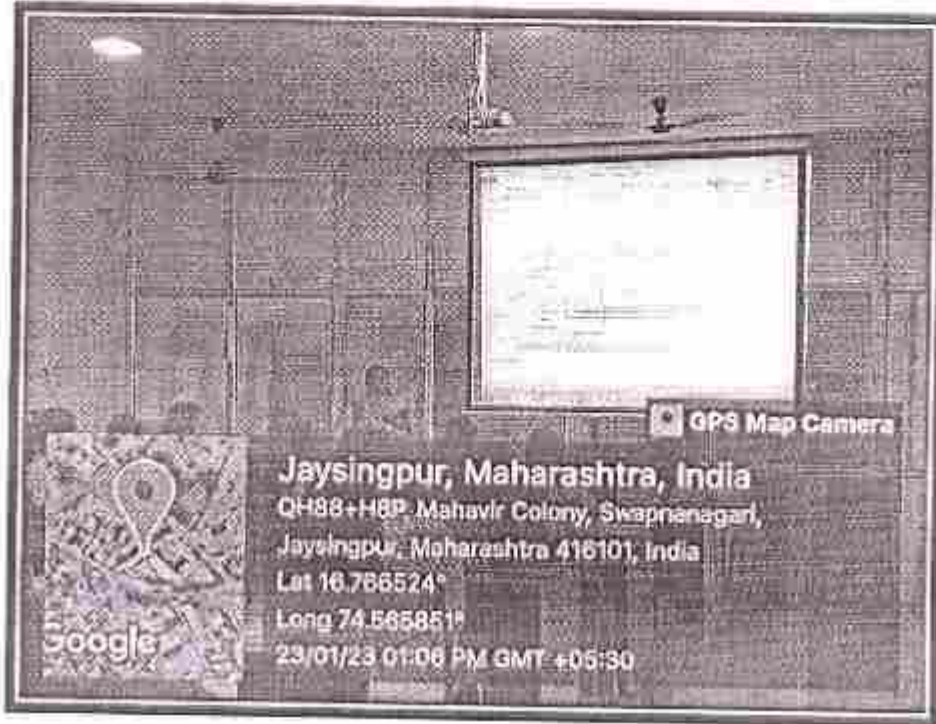 GPS Map Camera
Jaysingpur, Maharashtra, India
QH88+H8P, Mahavir Colony, Swapnanagari,
Jaysingpur, Maharashtra 416101, India
Lat 16.766524°
Long 74.565851°
23/01/23 01:06 PM GMT +05:30
Google